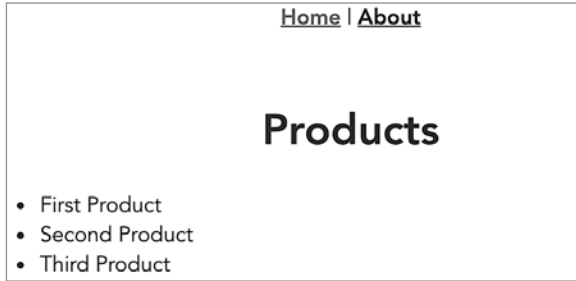 Home | About
Products
• First Product
• Second Product
• Third Product